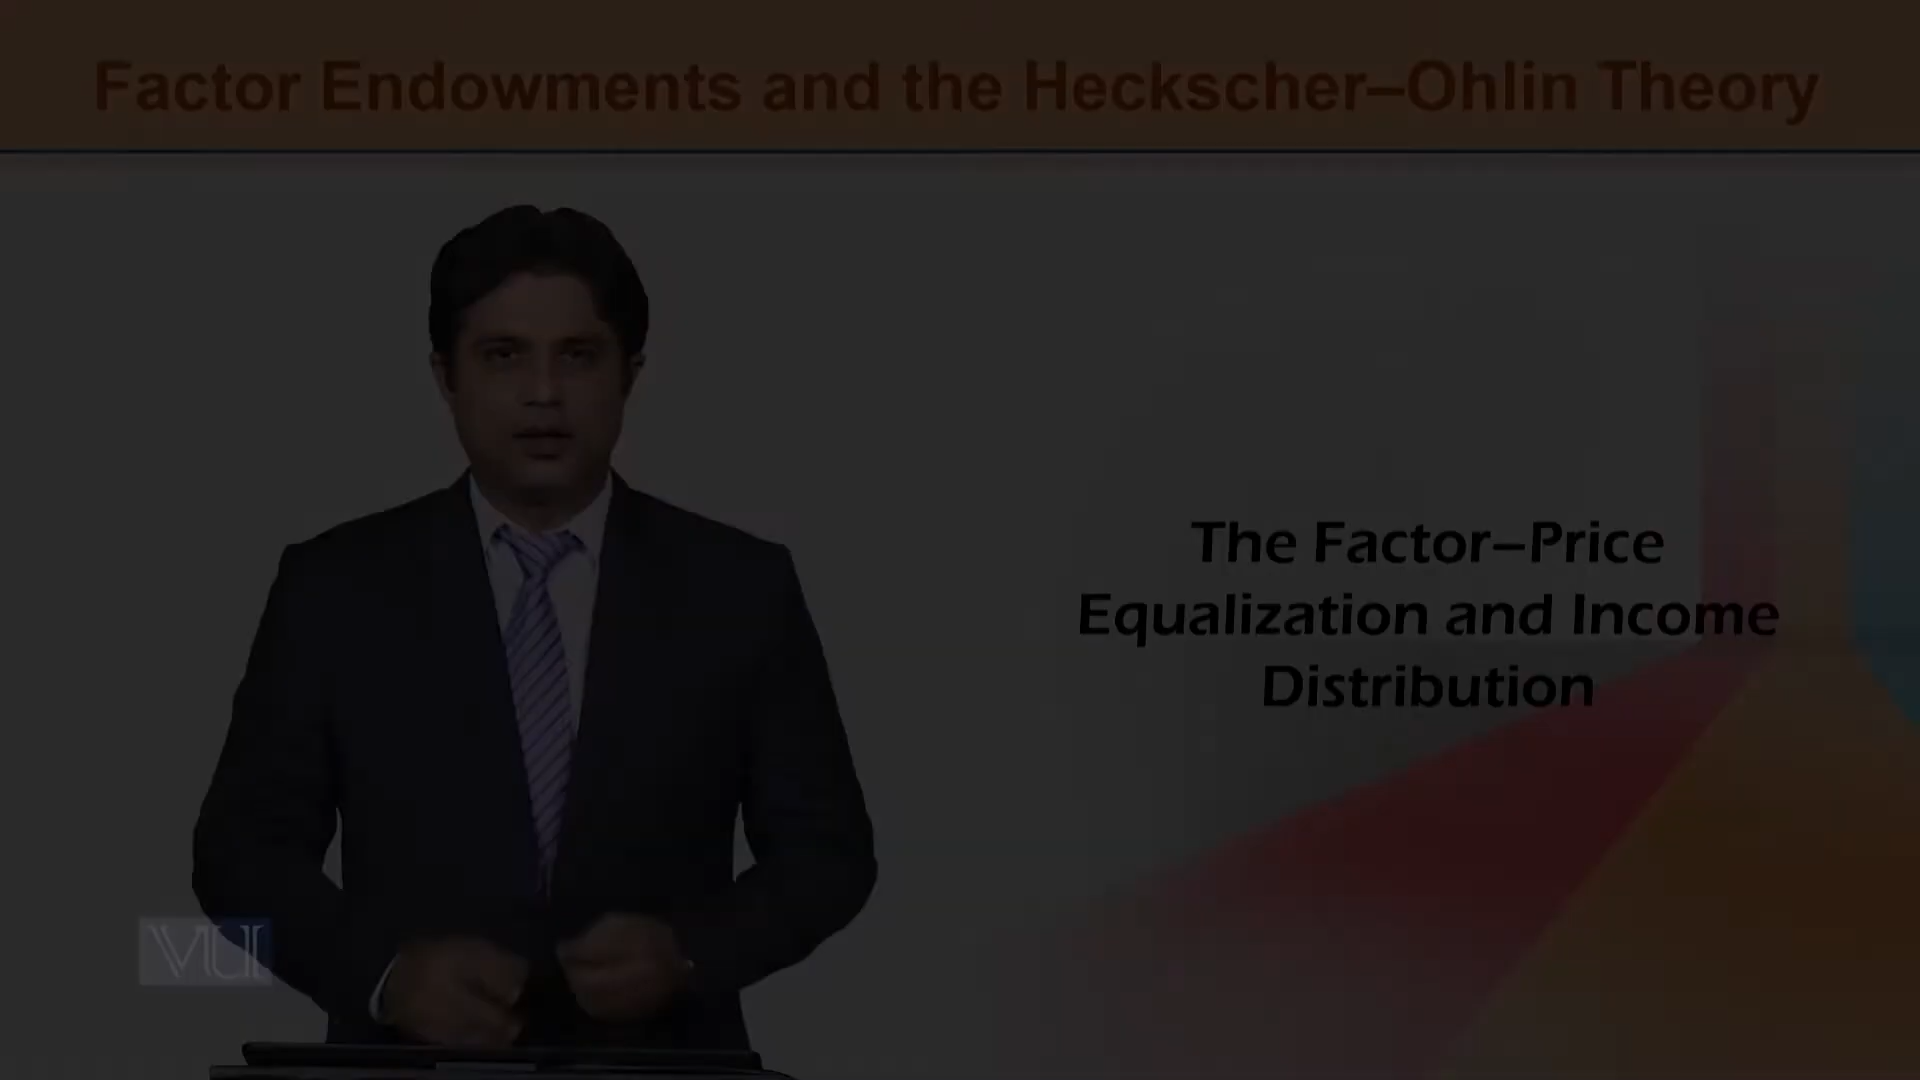 Factor Endowments and the Heckscher–Ohlin Theory
The Factor–Price
Equalization and Income
Distribution
VU